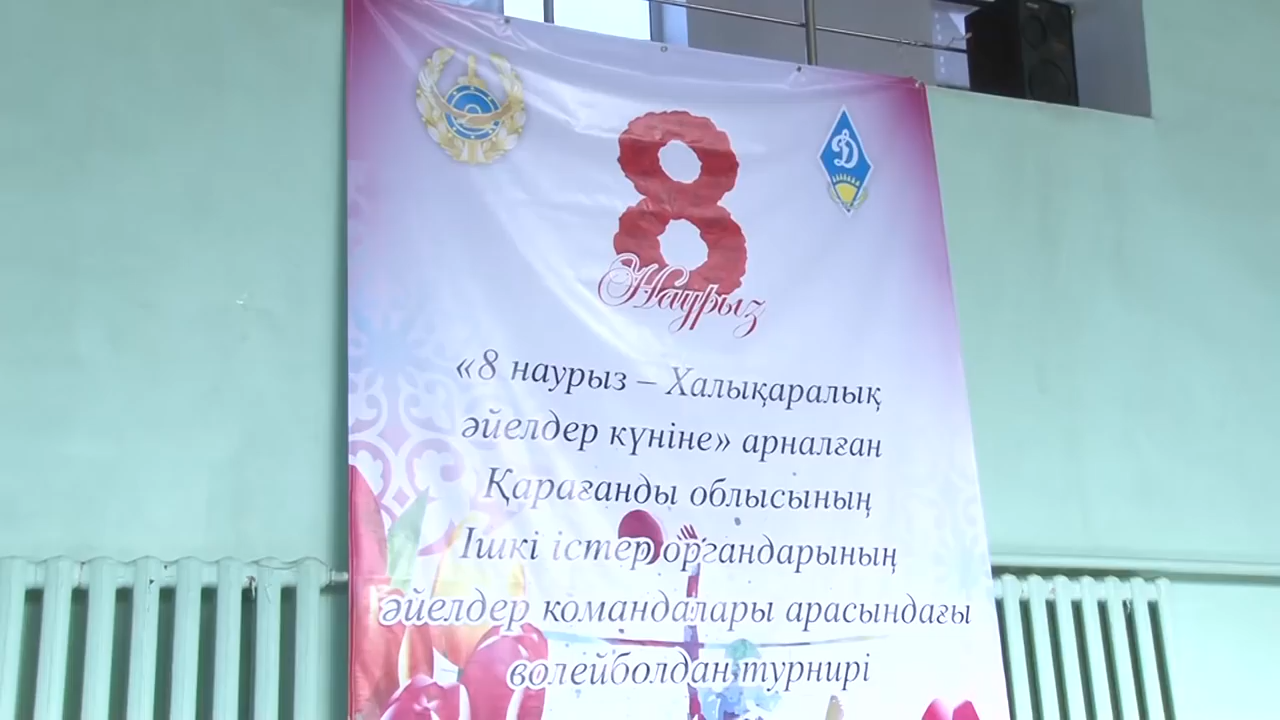 8
Наурыз
«8 наурыз – Халықаралық
әйелдер күніне» арналған
Қарағанды облысының
Ішкі істер органдарының
әйелдер командалары арасындағы
волейболдан турнирі
D